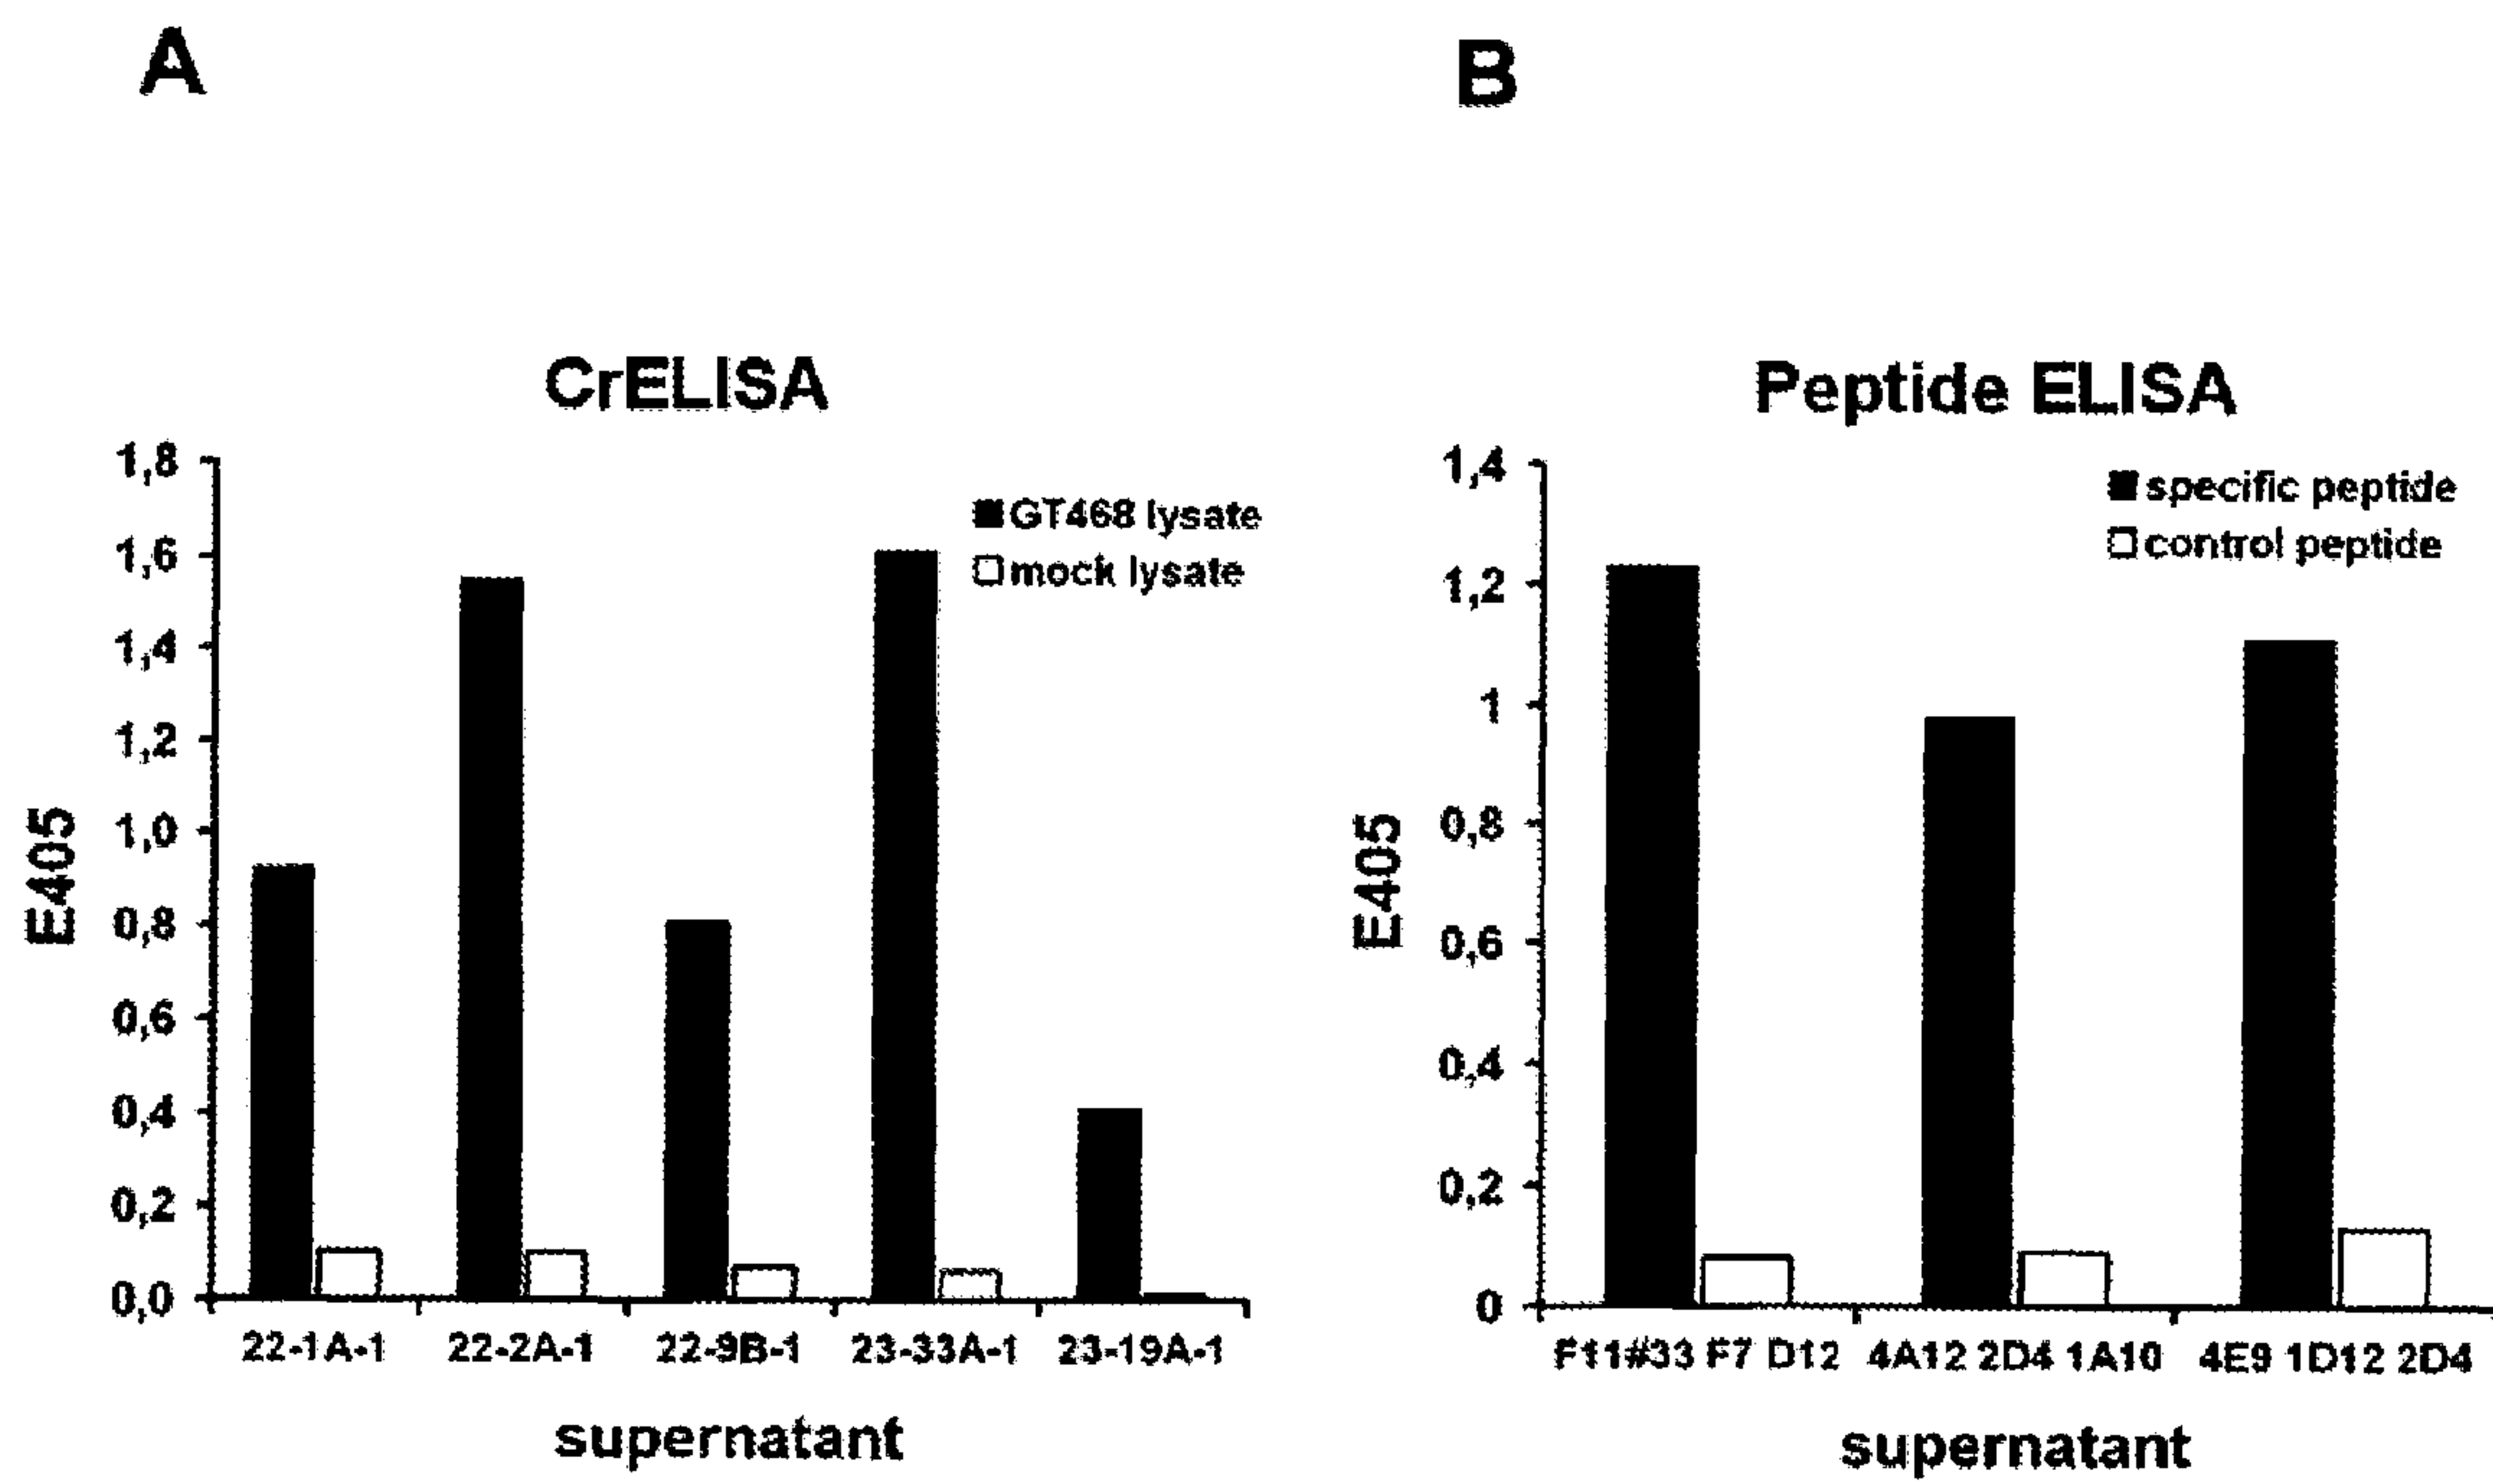 A
CrELISA
1,8
1,6
1,4
1,2
1,0
0,8
0,6
0,4
0,2
0,0
E405
GT468 lysate
mock lysate
22-1A-1 22-2A-1 22-9B-1 23-33A-1 23-19A-1
supernatant
B
Peptide ELISA
1,4
1,2
1
0,8
0,6
0,4
0,2
0
E405
specific peptide
control peptide
F11#33 F7 D12 4A12 2D4 1A10 4E9 1D12 2D4
supernatant